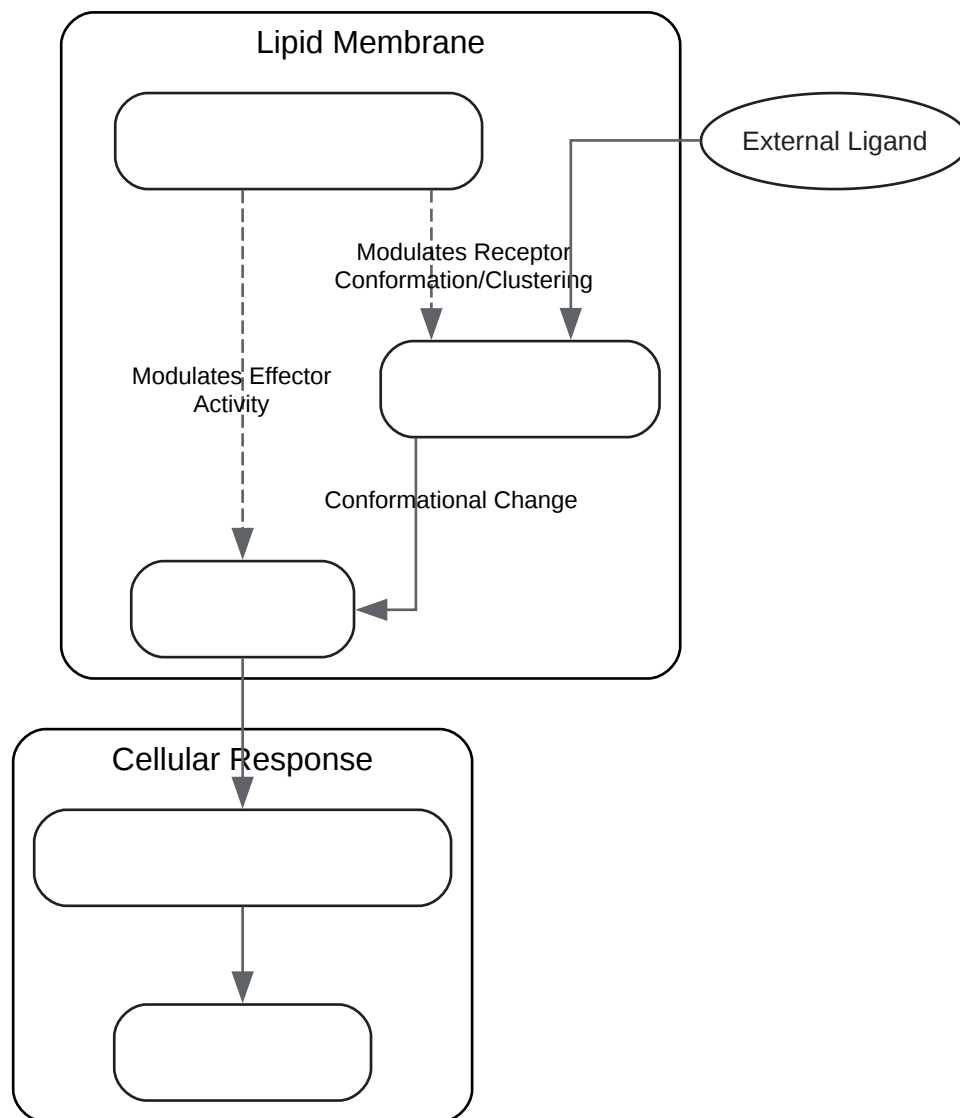 Lipid Membrane
External Ligand
Modulates Receptor
Conformation/Clustering
Modulates Effector
Activity
Conformational Change
Cellular Response